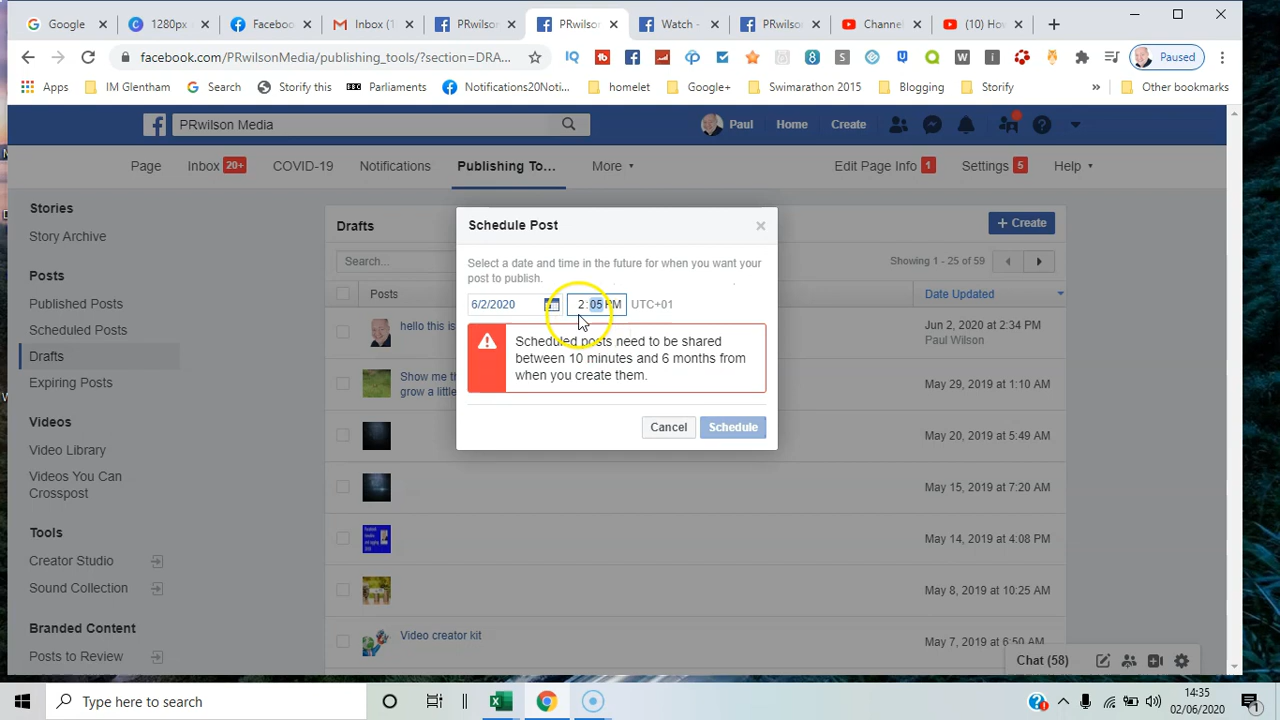 Google
1280px
Facebook
Inbox (1
PRwilson
PRwilson
Watch -
PRwilson
Channel
(10) How
facebook.com/PRwilsonMedia/publishing_tools/?section=DRA...
Paused
Apps
IM Glentham
Search
Storify this
BBC
Parliament
Notifications20Noti...
homelet
Google+
Swimarathon 2015
Blogging
Storify
»
Other bookmarks
PRwilson Media
Paul
Home
Create
Page
Inbox 20+
COVID-19
Notifications
Publishing To...
More
Edit Page Info 1
Settings 5
Help
Stories
Story Archive
Posts
Published Posts
Scheduled Posts
Drafts
Expiring Posts
Videos
Video Library
Videos You Can
Crosspost
Tools
Creator Studio
Sound Collection
Branded Content
Posts to Review
Drafts
+ Create
Search...
Showing 1 - 25 of 59
Posts
Date Updated
hello this is
Jun 2, 2020 at 2:34 PM
Paul Wilson
Show me th
grow a little
May 29, 2019 at 1:10 AM
May 20, 2019 at 5:49 AM
May 15, 2019 at 7:20 AM
May 14, 2019 at 4:08 PM
May 8, 2019 at 10:25 AM
Video creator kit
May 7, 2019 at 6:50 AM
Schedule Post
Select a date and time in the future for when you want your
post to publish.
6/2/2020
2:05 PM
UTC+01
Scheduled posts need to be shared
between 10 minutes and 6 months from
when you create them.
Cancel
Schedule
Chat (58)
Type here to search
14:35
02/06/2020